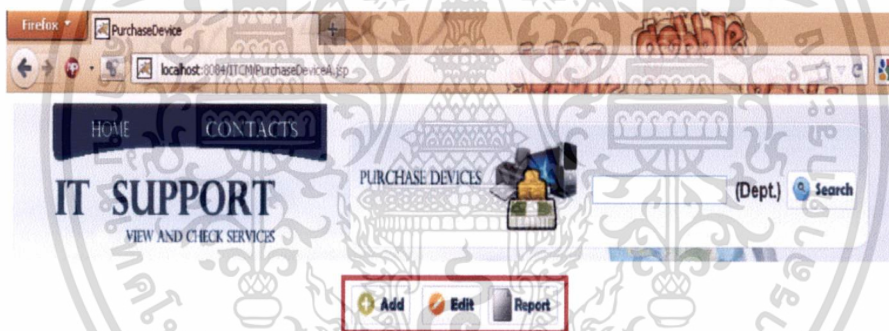 Firefox
PurchaseDevice
localhost:8084/ITCM/PurchaseDeviceA.jsp
HOME CONTACTS
IT SUPPORT
VIEW AND CHECK SERVICES
PURCHASE DEVICES
(Dept.) Search
Add Edit Report